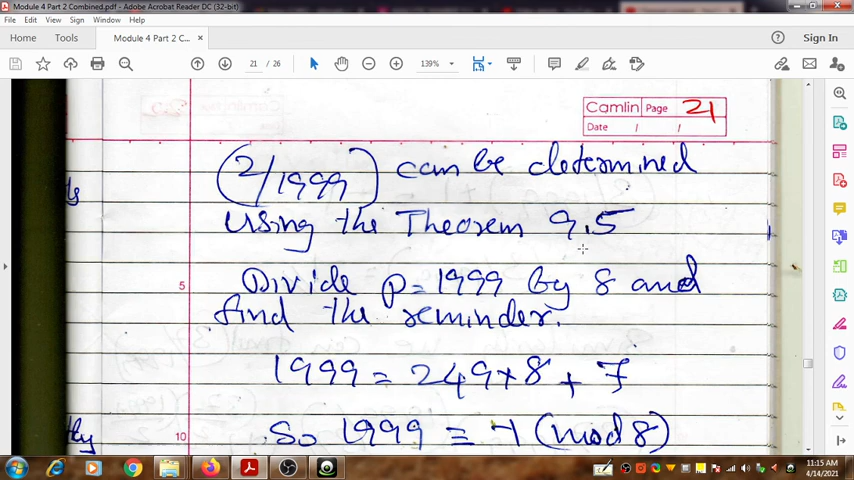 Module 4 Part 2 Combined.pdf - Adobe Acrobat Reader DC (32-bit)
File Edit View Sign Window Help
Home Tools Module 4 Part 2 C... × Sign In
21 / 26 139%
Camlin Page 21
Date / /
(2/1999) can be determined
using the Theorem 9.5
5
Divide p = 1999 by 8 and
find the reminder.
1999 = 249 × 8 + 7
10
So 1999 ≡ -1 (mod 8)
11:15 AM
4/14/2021